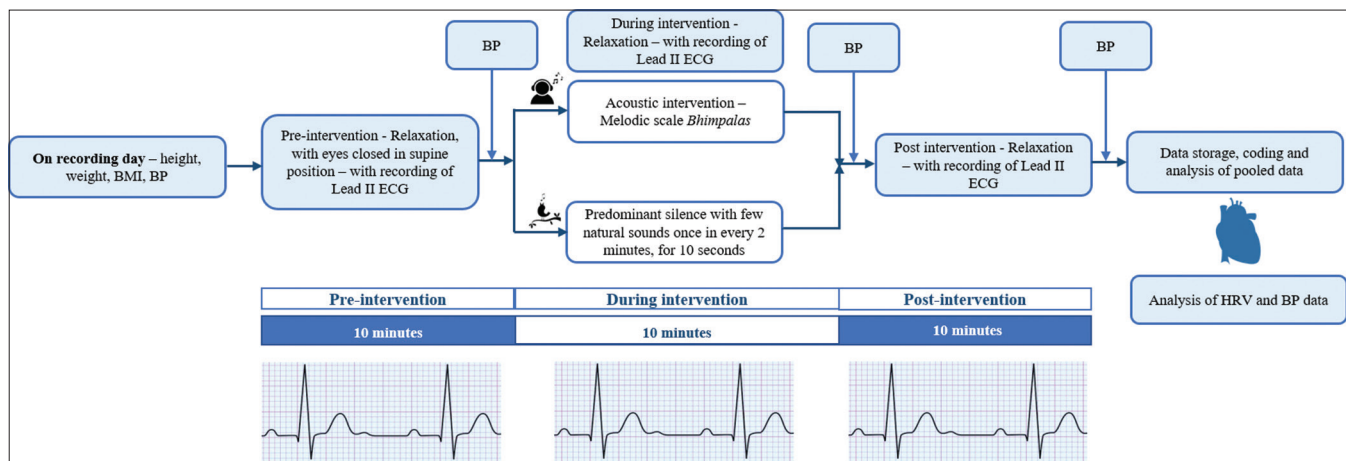 On recording day – height,
weight, BMI, BP
Pre-intervention - Relaxation,
with eyes closed in supine
position – with recording of
Lead II ECG
BP
During intervention -
Relaxation – with recording of
Lead II ECG
Acoustic intervention –
Melodic scale Bhimpalas
Predominant silence with few
natural sounds once in every 2
minutes, for 10 seconds
BP
Post intervention - Relaxation
– with recording of Lead II
ECG
BP
Data storage, coding and
analysis of pooled data
Analysis of HRV and BP data
Pre-intervention
During intervention
Post-intervention
10 minutes
10 minutes
10 minutes